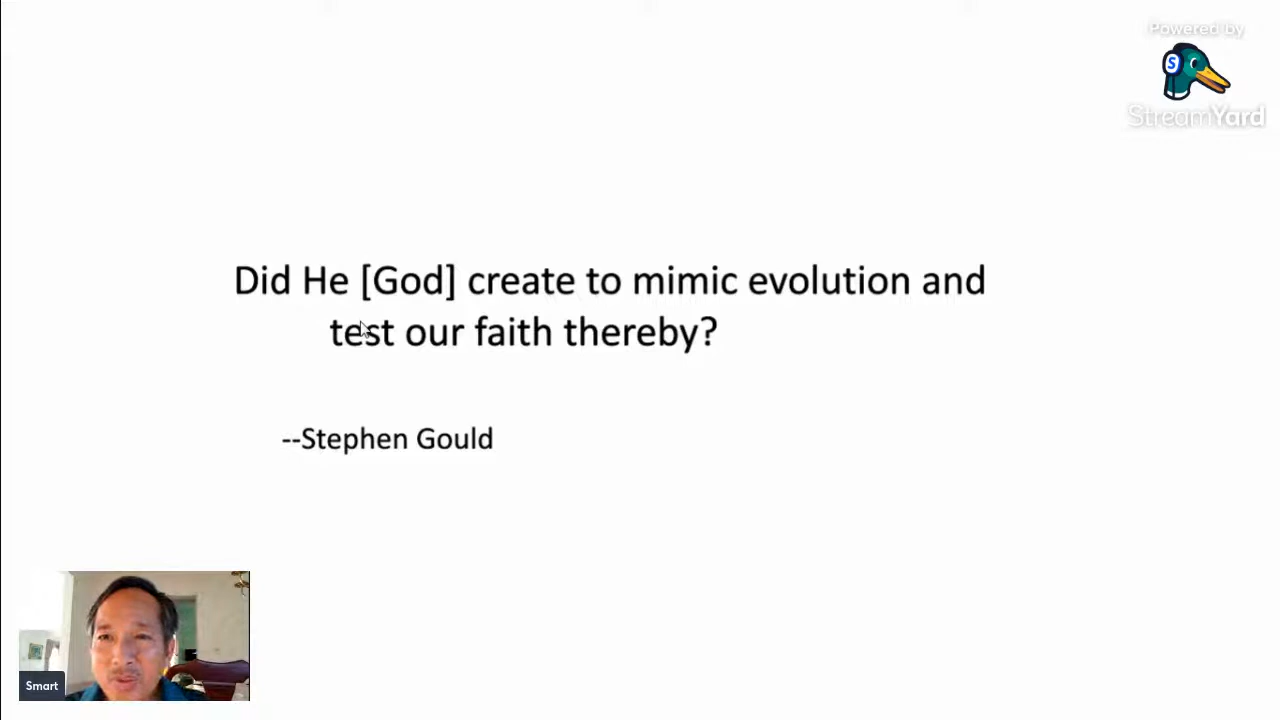 Powered by
StreamYard
Did He [God] create to mimic evolution and
test our faith thereby?
--Stephen Gould
Smart